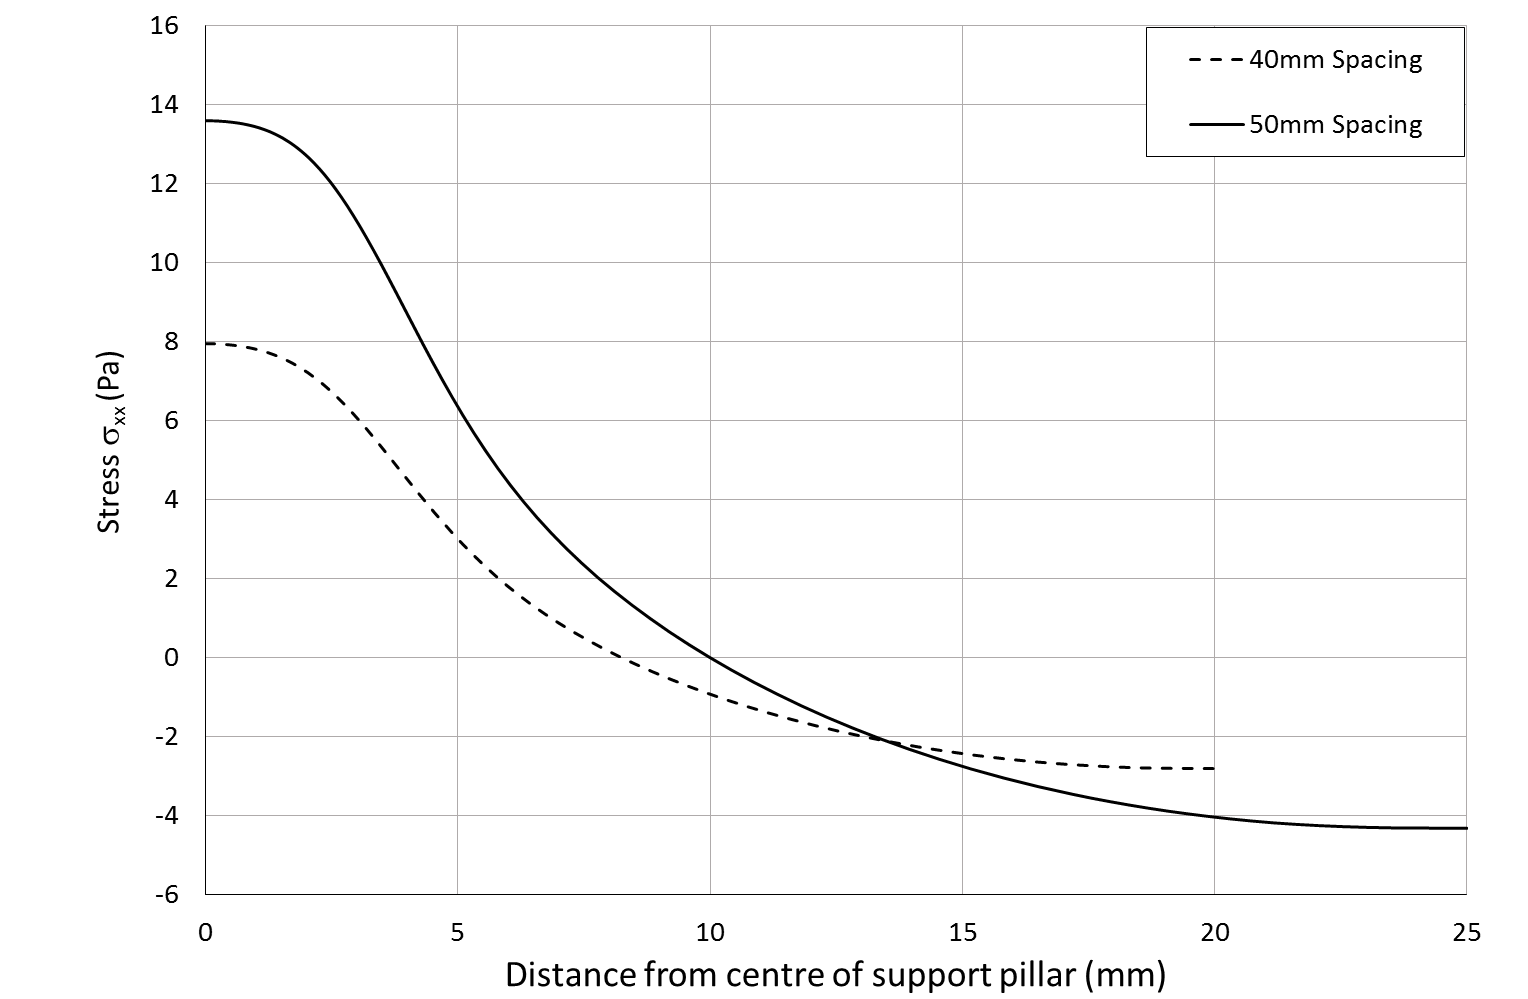 16
14
12
10
8
6
4
2
0
-2
-4
-6
Stress σxx (Pa)
40mm Spacing
50mm Spacing
0 5 10 15 20 25
Distance from centre of support pillar (mm)